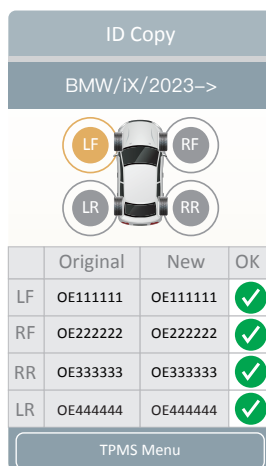 ID Copy
BMW/iX/2023->
LF RF
LR RR
Original New OK
LF OE111111 OE111111
RF OE222222 OE222222
RR OE333333 OE333333
LR OE444444 OE444444
TPMS Menu